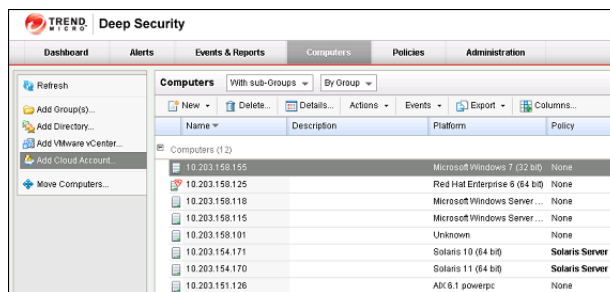 TREND MICRO Deep Security
Dashboard Alerts Events & Reports Computers Policies Administration
Refresh
Add Group(s)...
Add Directory...
Add VMware vCenter...
Add Cloud Account...
Move Computers...
Computers With sub-Groups By Group
New Delete... Details... Actions Events Export Columns...
Name Description Platform Policy
Computers (12)
10.203.158.155 Microsoft Windows 7 (32 bit) None
10.203.158.125 Red Hat Enterprise 6 (64 bit) None
10.203.158.118 Microsoft Windows Server ... None
10.203.158.115 Microsoft Windows Server ... None
10.203.158.101 Unknown None
10.203.154.171 Solaris 10 (64 bit) Solaris Server
10.203.154.170 Solaris 11 (64 bit) Solaris Server
10.203.151.126 AIX 6.1 powerpc None